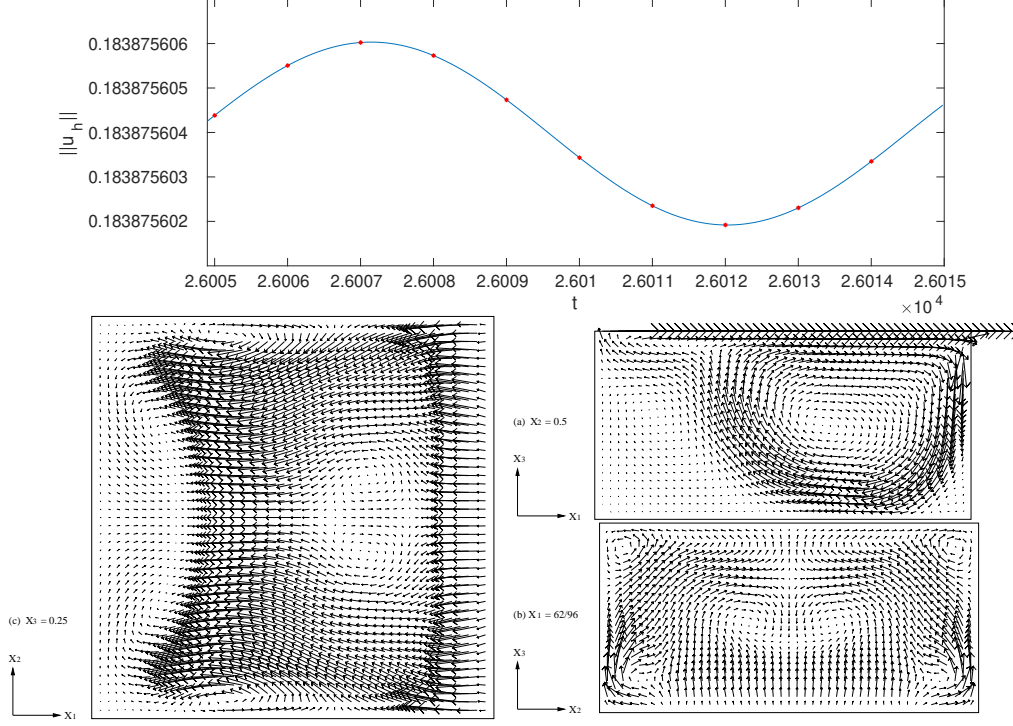 0.183875606
0.183875605
0.183875604
0.183875603
0.183875602
||u_h||
2.6005 2.6006 2.6007 2.6008 2.6009 2.601 2.6011 2.6012 2.6013 2.6014 2.6015
t
×10⁴
(a) X2 = 0.5
X3
X1
(b) X1 = 62/96
X3
X2
(c) X3 = 0.25
X2
X1